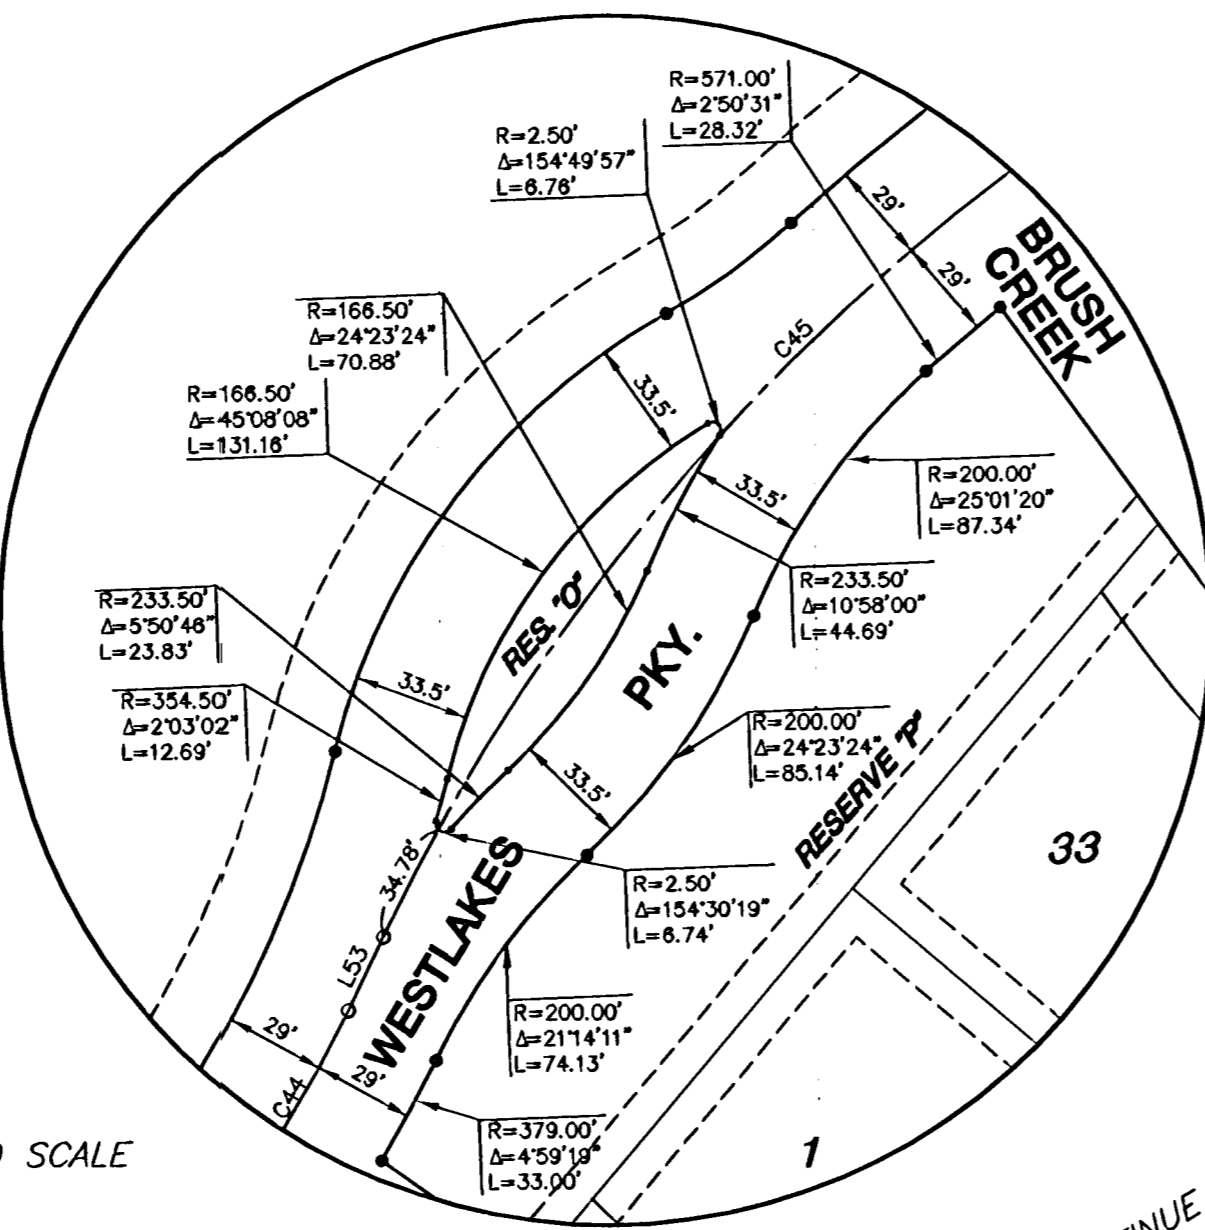 R=571.00'
Δ=2°50'31"
L=28.32'
R=2.50'
Δ=154°49'57"
L=6.76'
29'
29'
BRUSH
CREEK
C45
R=166.50'
Δ=24°23'24"
L=70.88'
R=166.50'
Δ=45°08'08"
L=131.16'
33.5'
33.5'
R=200.00'
Δ=25°01'20"
L=87.34'
R=233.50'
Δ=10°58'00"
L=44.69'
R=233.50'
Δ=5°50'46"
L=23.83'
RES. "O"
PKY.
33.5'
R=354.50'
Δ=2°03'02"
L=12.69'
R=200.00'
Δ=24°23'24"
L=85.14'
RESERVE "P"
33.5'
33
34.78'
WESTLAKES
R=2.50'
Δ=154°30'19"
L=6.74'
L53
R=200.00'
Δ=21°14'11"
L=74.13'
29'
29'
C44
R=379.00'
Δ=4°59'19"
L=33.00'
1
SCALE
TINUE